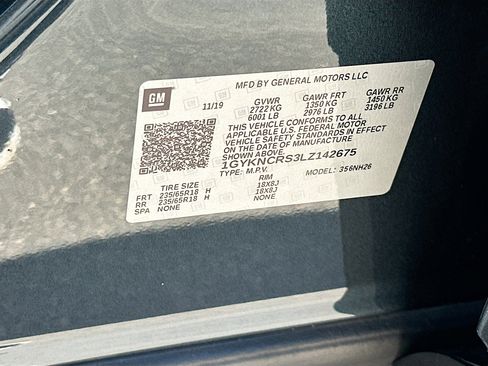 MFD BY GENERAL MOTORS LLC
GM
11/19
GVWR GAWR FRT GAWR RR
2722 KG 1350 KG 1450 KG
6001 LB 2976 LB 3196 LB
THIS VEHICLE CONFORMS TO ALL
APPLICABLE U.S. FEDERAL MOTOR
VEHICLE SAFETY STANDARDS IN EFFECT
ON THE DATE OF MANUFACTURE
SHOWN ABOVE.
1GYKNCRS3LZ142675
TYPE: M.P.V. MODEL: 356NH26
TIRE SIZE RIM
FRT 235/65R18 H 18X8J
RR 235/65R18 H 18X8J
SPA NONE NONE